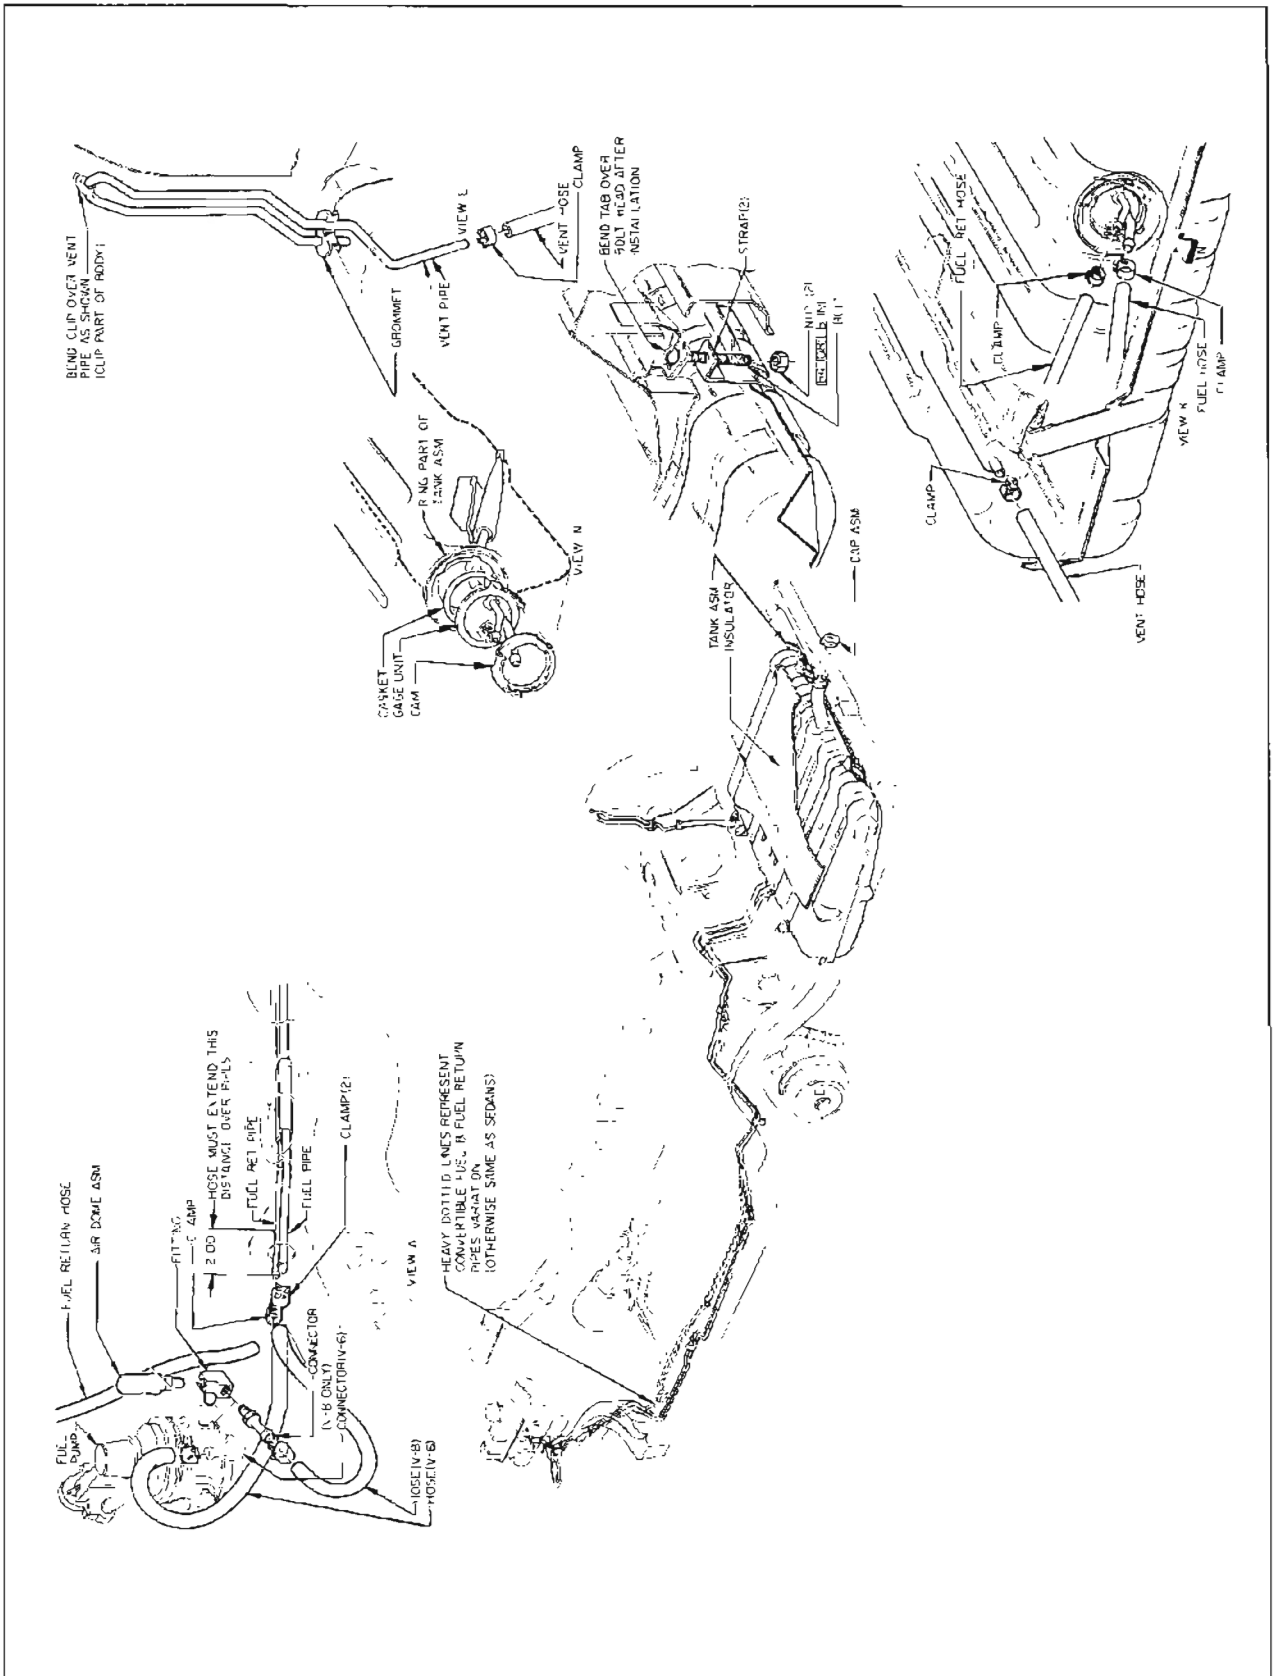 FUEL RETURN HOSE
AIR DOME ASM
FITTING
2.00
HOSE MUST EXTEND THIS
DISTANCE OVER PIPES
FUEL RET PIPE
FUEL PIPE
CLAMP(2)
VIEW A
CONNECTOR
(V-8 ONLY)
CONNECTOR(V-6)
HOSE(V-8)
HOSE(V-6)
PUMP
HEAVY DOTTED LINES REPRESENT
CONVERTIBLE FUEL & FUEL RETURN
PIPES VARIATION
(OTHERWISE SAME AS SEDANS)
BEND CLIP OVER VENT
PIPE AS SHOWN
(CLIP PART OF BODY)
GROMMET
VENT PIPE
VIEW L
VENT HOSE
CLAMP
RING PART OF
TANK ASM
GASKET
GAGE UNIT
CAM
VIEW N
BEND TAB OVER
BOLT HEAD AFTER
INSTALLATION
STRAP(2)
TANK ASM
INSULATOR
CAP ASM
L
FUEL RET HOSE
CLAMP
CLAMP
N
VIEW K
FUEL HOSE
CLAMP
VENT HOSE